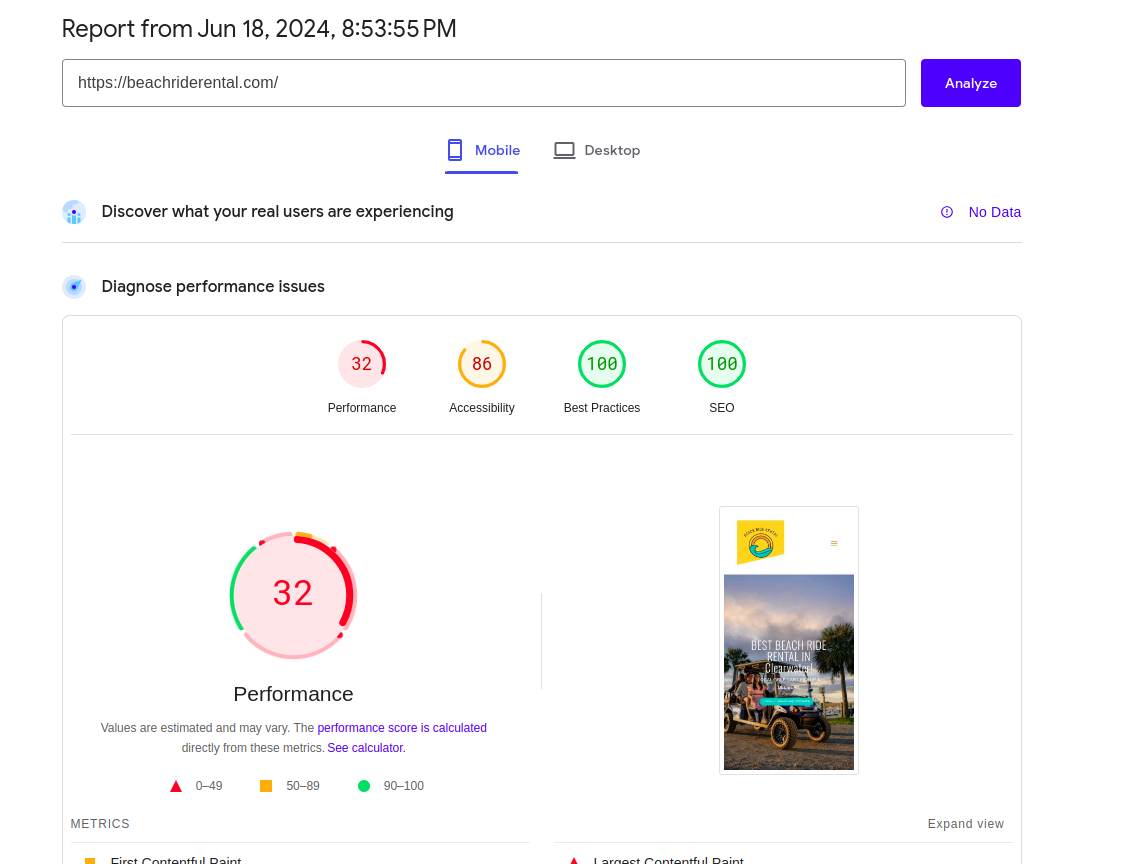 Report from Jun 18, 2024, 8:53:55 PM
https://beachriderental.com/
Analyze
Mobile
Desktop
Discover what your real users are experiencing
No Data
Diagnose performance issues
32
86
100
100
Performance
Accessibility
Best Practices
SEO
32
BEACH RIDE RENTAL
BEST BEACH RIDE
RENTAL IN
Clearwater!
Performance
Values are estimated and may vary. The performance score is calculated
directly from these metrics. See calculator.
0–49
50–89
90–100
METRICS
Expand view
First Contentful Paint
Largest Contentful Paint